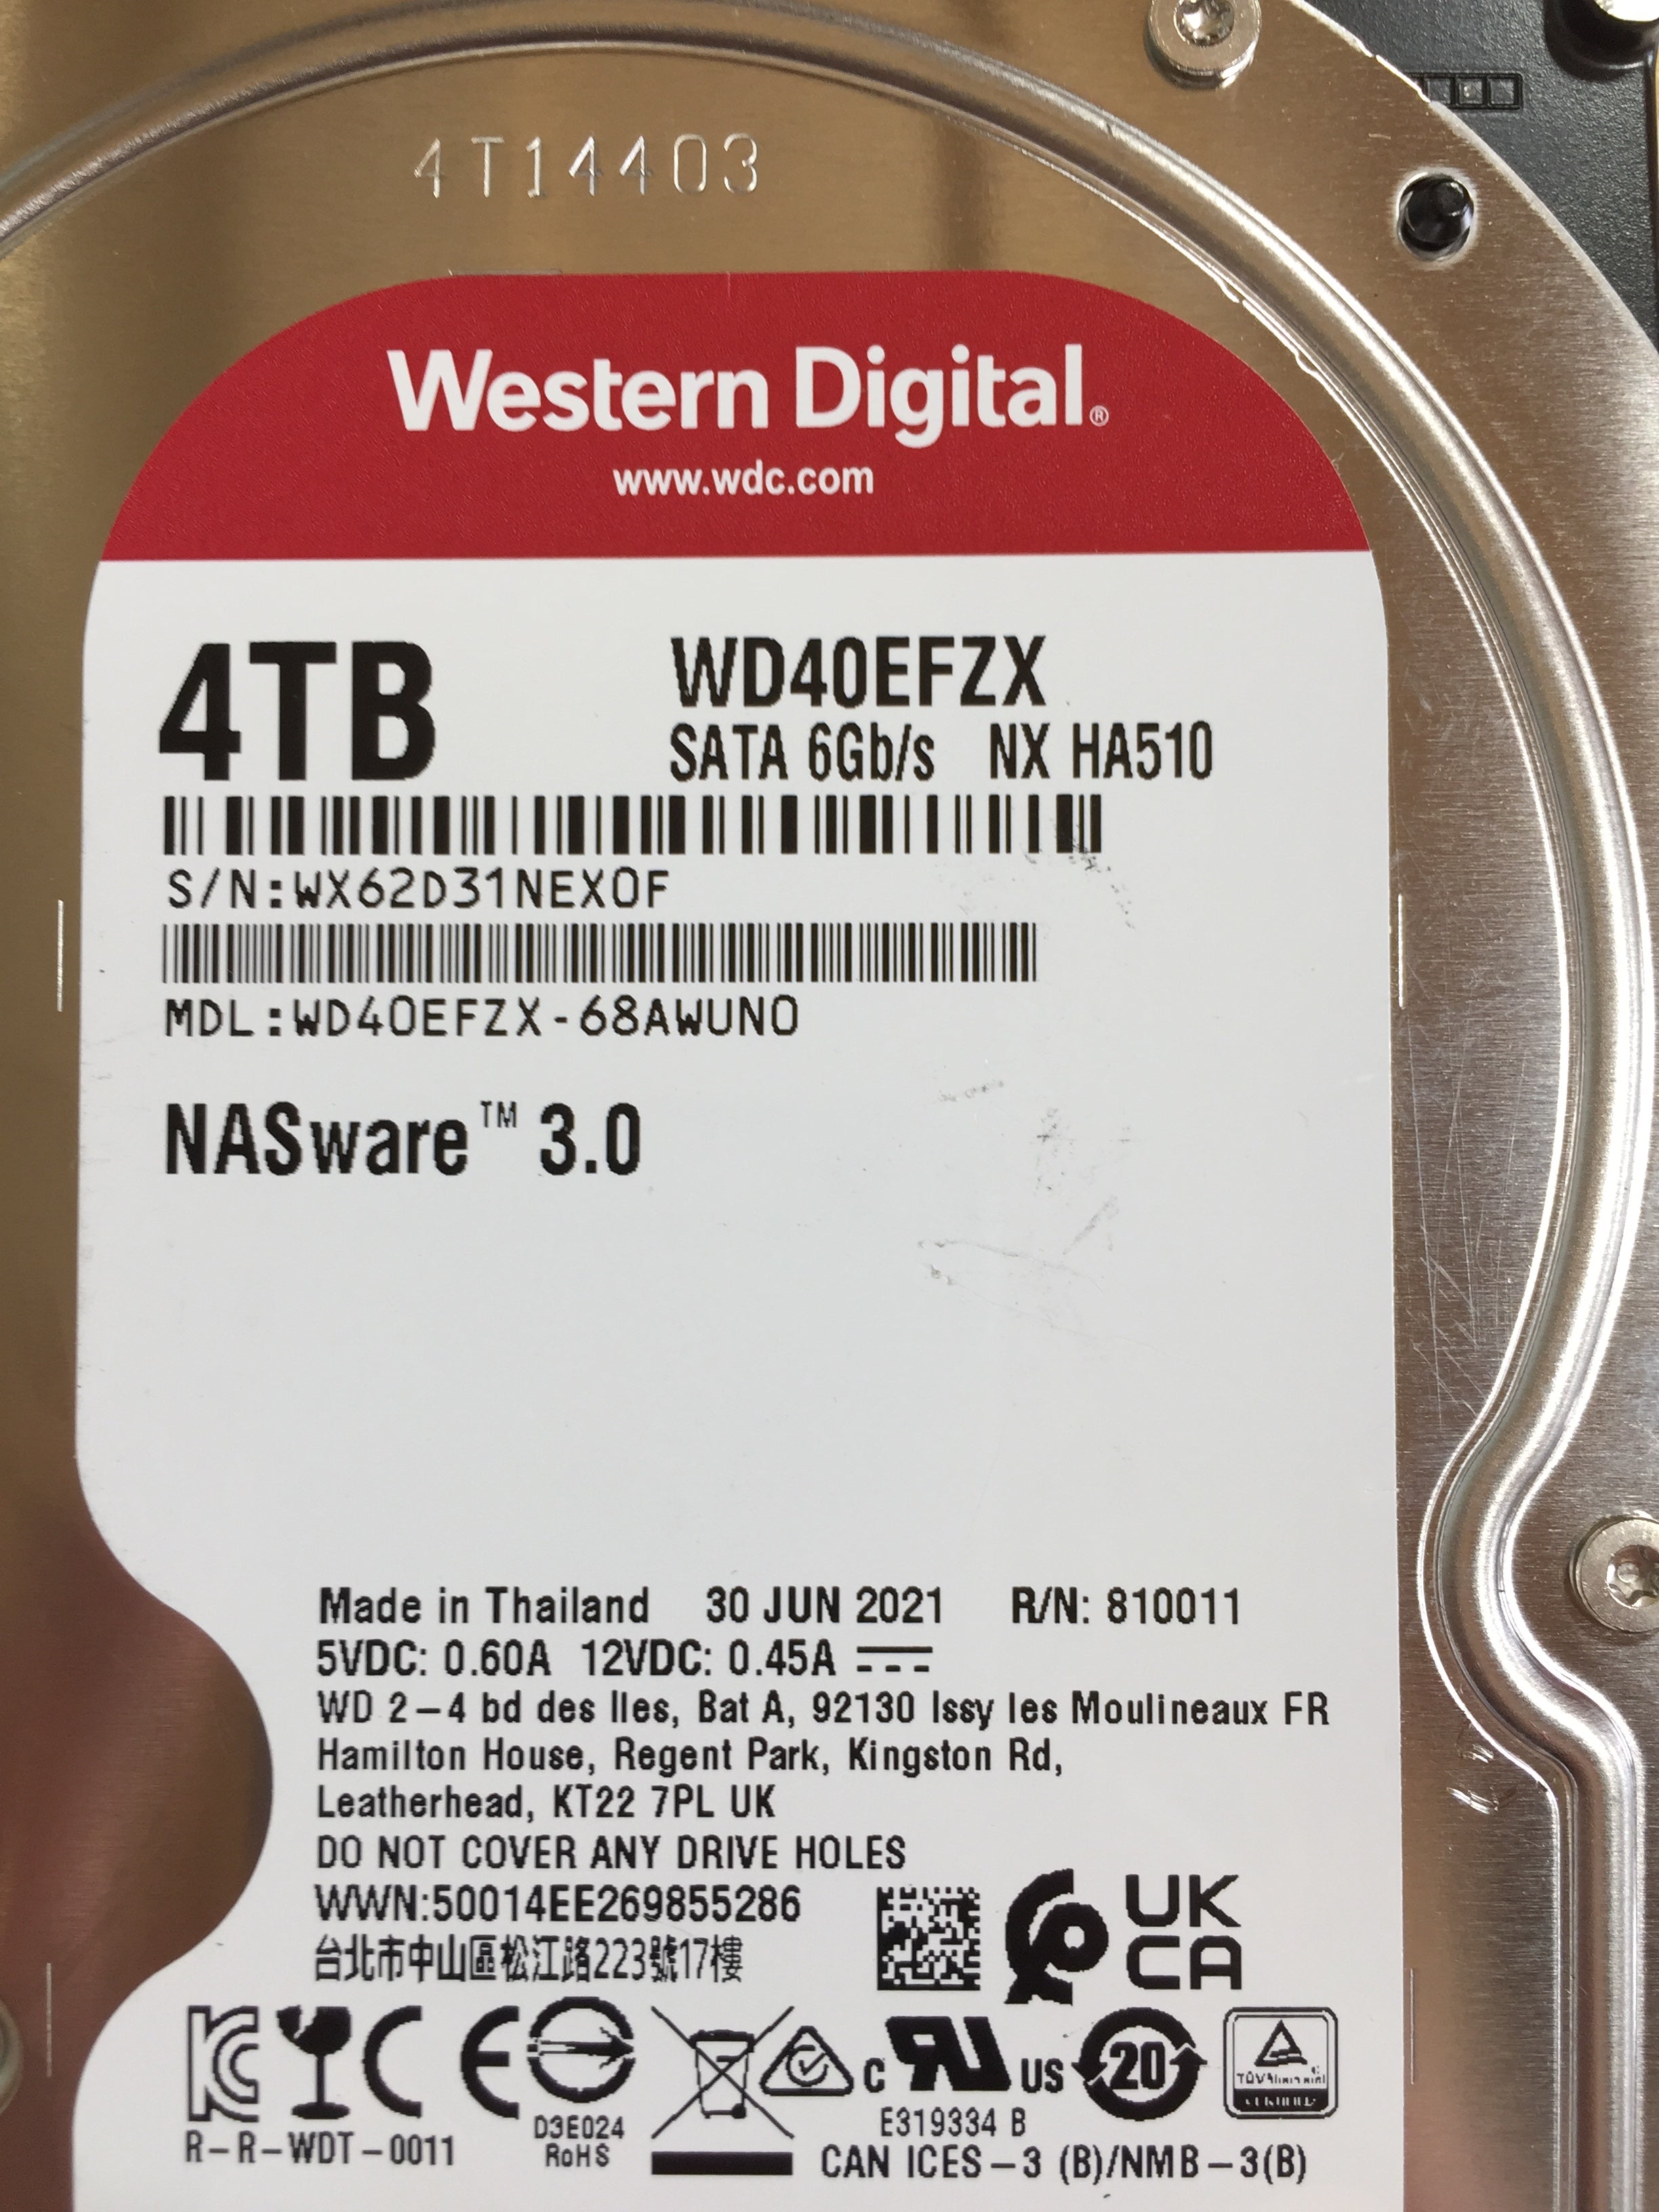 4T14403
Western Digital®
www.wdc.com
4TB
WD40EFZX
SATA 6Gb/s NX HA510
S/N:WX62D31NEX0F
MDL:WD40EFZX-68AWUN0
NASware™ 3.0
Made in Thailand 30 JUN 2021 R/N: 810011
5VDC: 0.60A 12VDC: 0.45A
WD 2–4 bd des Iles, Bat A, 92130 Issy les Moulineaux FR
Hamilton House, Regent Park, Kingston Rd,
Leatherhead, KT22 7PL UK
DO NOT COVER ANY DRIVE HOLES
WWN:50014EE269855286
台北市中山區松江路223號17樓
UK
CA
CE
20
D3E024
RoHS
c UR US
E319334 B
R–R–WDT–0011
CAN ICES–3 (B)/NMB–3(B)